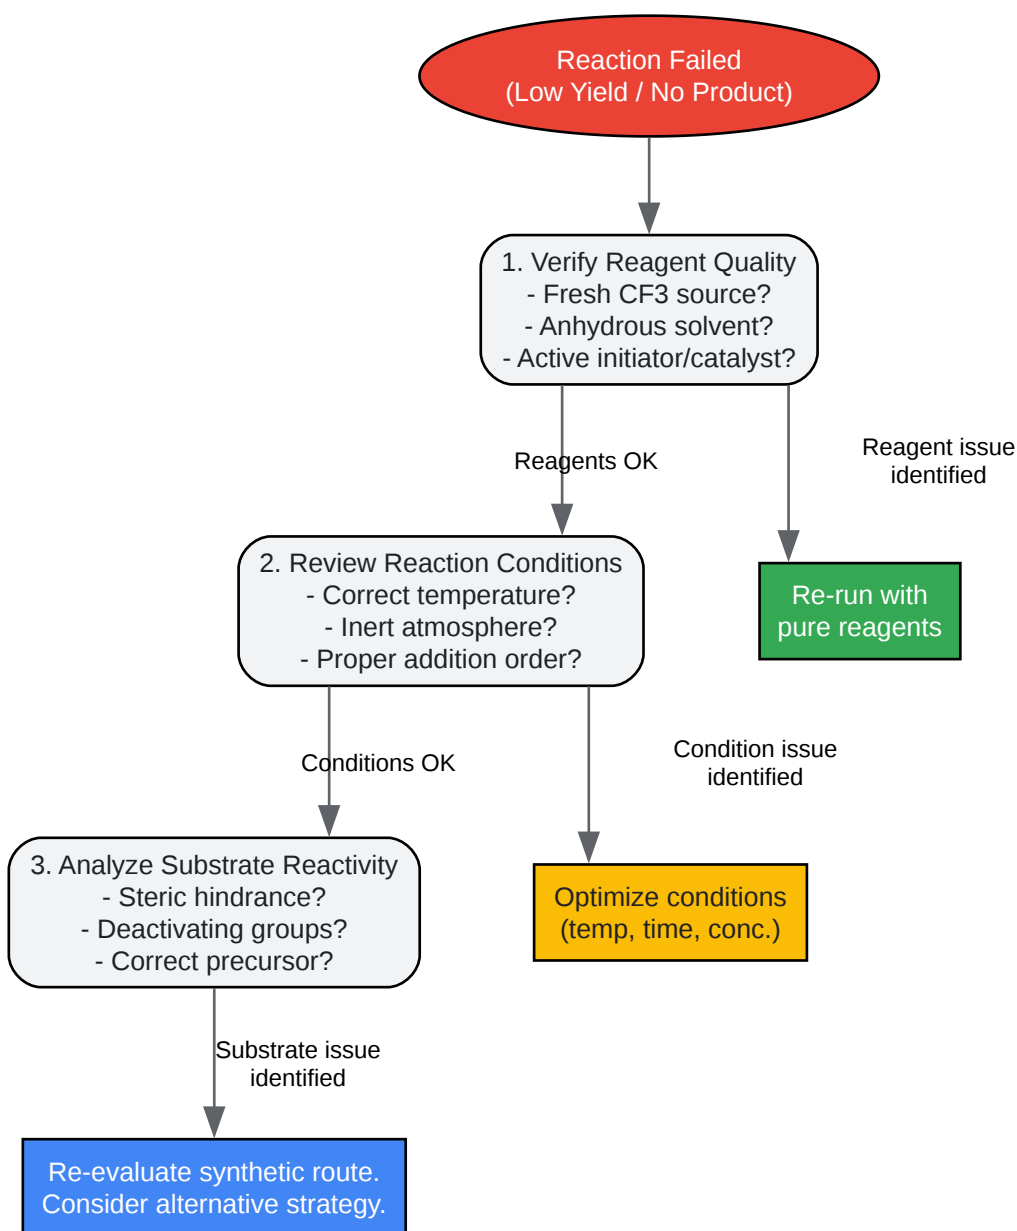 Reaction Failed
(Low Yield / No Product)
1. Verify Reagent Quality
- Fresh CF3 source?
- Anhydrous solvent?
- Active initiator/catalyst?
Reagents OK
Reagent issue
identified
2. Review Reaction Conditions
- Correct temperature?
- Inert atmosphere?
- Proper addition order?
Re-run with
pure reagents
Conditions OK
Condition issue
identified
3. Analyze Substrate Reactivity
- Steric hindrance?
- Deactivating groups?
- Correct precursor?
Optimize conditions
(temp, time, conc.)
Substrate issue
identified
Re-evaluate synthetic route.
Consider alternative strategy.